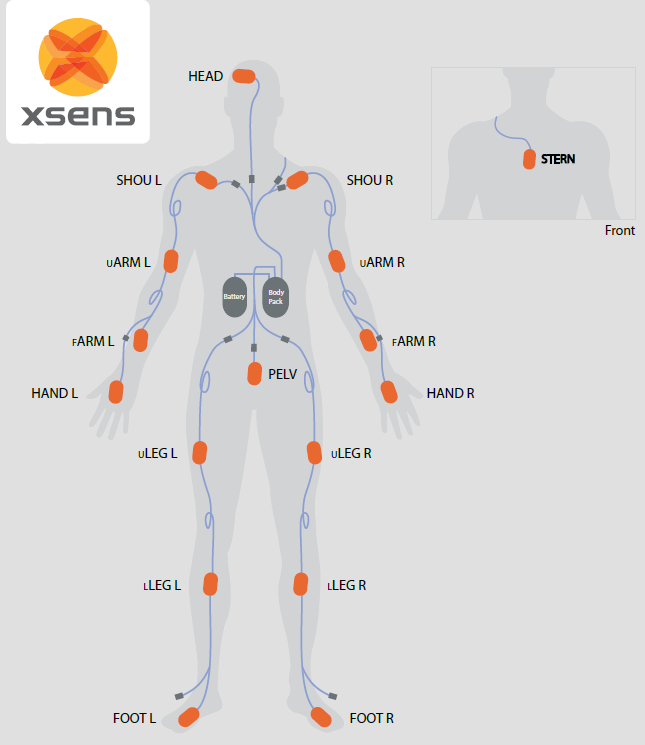 xsens
HEAD
SHOU L
SHOU R
STERN
Front
uARM L
uARM R
Battery
Body
Pack
fARM L
fARM R
PELV
HAND L
HAND R
uLEG L
uLEG R
LLEG L
LLEG R
FOOT L
FOOT R